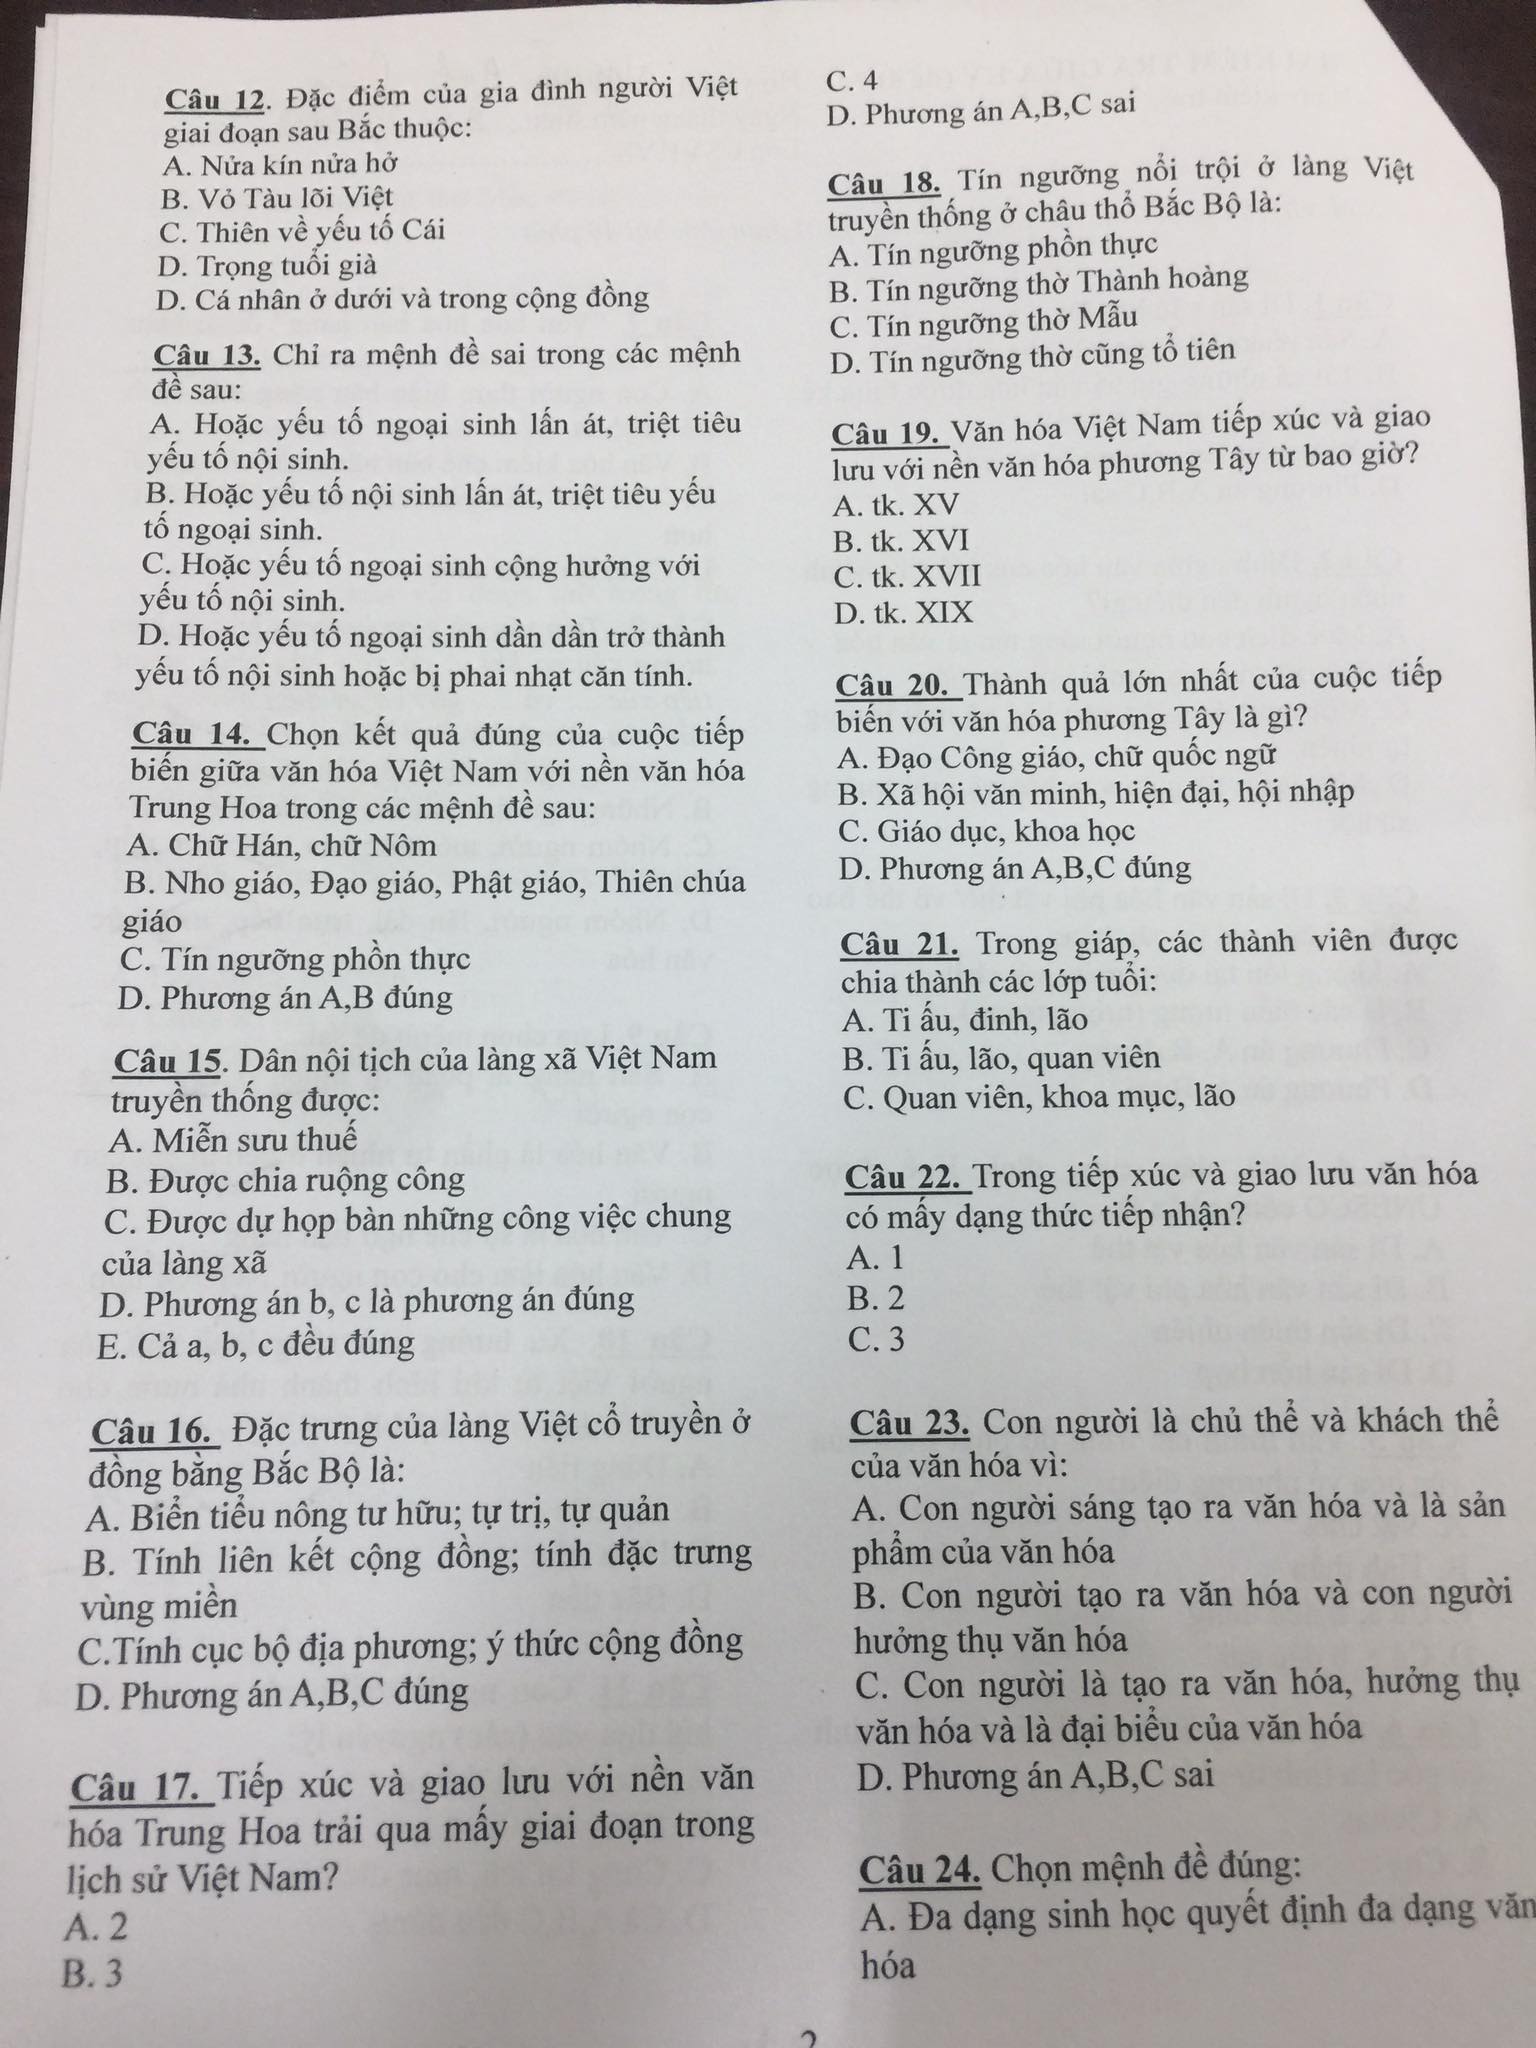 Câu 12. Đặc điểm của gia đình người Việt
giai đoạn sau Bắc thuộc:
A. Nửa kín nửa hở
B. Vỏ Tàu lõi Việt
C. Thiên về yếu tố Cái
D. Trọng tuổi già
D. Cá nhân ở dưới và trong cộng đồng
Câu 13. Chỉ ra mệnh đề sai trong các mệnh
đề sau:
A. Hoặc yếu tố ngoại sinh lấn át, triệt tiêu
yếu tố nội sinh.
B. Hoặc yếu tố nội sinh lấn át, triệt tiêu yếu
tố ngoại sinh.
C. Hoặc yếu tố ngoại sinh cộng hưởng với
yếu tố nội sinh.
D. Hoặc yếu tố ngoại sinh dần dần trở thành
yếu tố nội sinh hoặc bị phai nhạt căn tính.
Câu 14. Chọn kết quả đúng của cuộc tiếp
biến giữa văn hóa Việt Nam với nền văn hóa
Trung Hoa trong các mệnh đề sau:
A. Chữ Hán, chữ Nôm
B. Nho giáo, Đạo giáo, Phật giáo, Thiên chúa
giáo
C. Tín ngưỡng phồn thực
D. Phương án A,B đúng
Câu 15. Dân nội tịch của làng xã Việt Nam
truyền thống được:
A. Miễn sưu thuế
B. Được chia ruộng công
C. Được dự họp bàn những công việc chung
của làng xã
D. Phương án b, c là phương án đúng
E. Cả a, b, c đều đúng
Câu 16. Đặc trưng của làng Việt cổ truyền ở
đồng bằng Bắc Bộ là:
A. Biển tiểu nông tư hữu; tự trị, tự quản
B. Tính liên kết cộng đồng; tính đặc trưng
vùng miền
C.Tính cục bộ địa phương; ý thức cộng đồng
D. Phương án A,B,C đúng
Câu 17. Tiếp xúc và giao lưu với nền văn
hóa Trung Hoa trải qua mấy giai đoạn trong
lịch sử Việt Nam?
A. 2
B. 3
C. 4
D. Phương án A,B,C sai
Câu 18. Tín ngưỡng nổi trội ở làng Việt
truyền thống ở châu thổ Bắc Bộ là:
A. Tín ngưỡng phồn thực
B. Tín ngưỡng thờ Thành hoàng
C. Tín ngưỡng thờ Mẫu
D. Tín ngưỡng thờ cũng tổ tiên
Câu 19. Văn hóa Việt Nam tiếp xúc và giao
lưu với nền văn hóa phương Tây từ bao giờ?
A. tk. XV
B. tk. XVI
C. tk. XVII
D. tk. XIX
Câu 20. Thành quả lớn nhất của cuộc tiếp
biến với văn hóa phương Tây là gì?
A. Đạo Công giáo, chữ quốc ngữ
B. Xã hội văn minh, hiện đại, hội nhập
C. Giáo dục, khoa học
D. Phương án A,B,C đúng
Câu 21. Trong giáp, các thành viên được
chia thành các lớp tuổi:
A. Ti ấu, đinh, lão
B. Ti ấu, lão, quan viên
C. Quan viên, khoa mục, lão
Câu 22. Trong tiếp xúc và giao lưu văn hóa
có mấy dạng thức tiếp nhận?
A. 1
B. 2
C. 3
Câu 23. Con người là chủ thể và khách thể
của văn hóa vì:
A. Con người sáng tạo ra văn hóa và là sản
phẩm của văn hóa
B. Con người tạo ra văn hóa và con người
hưởng thụ văn hóa
C. Con người là tạo ra văn hóa, hưởng thụ
văn hóa và là đại biểu của văn hóa
D. Phương án A,B,C sai
Câu 24. Chọn mệnh đề đúng:
A. Đa dạng sinh học quyết định đa dạng văn
hóa